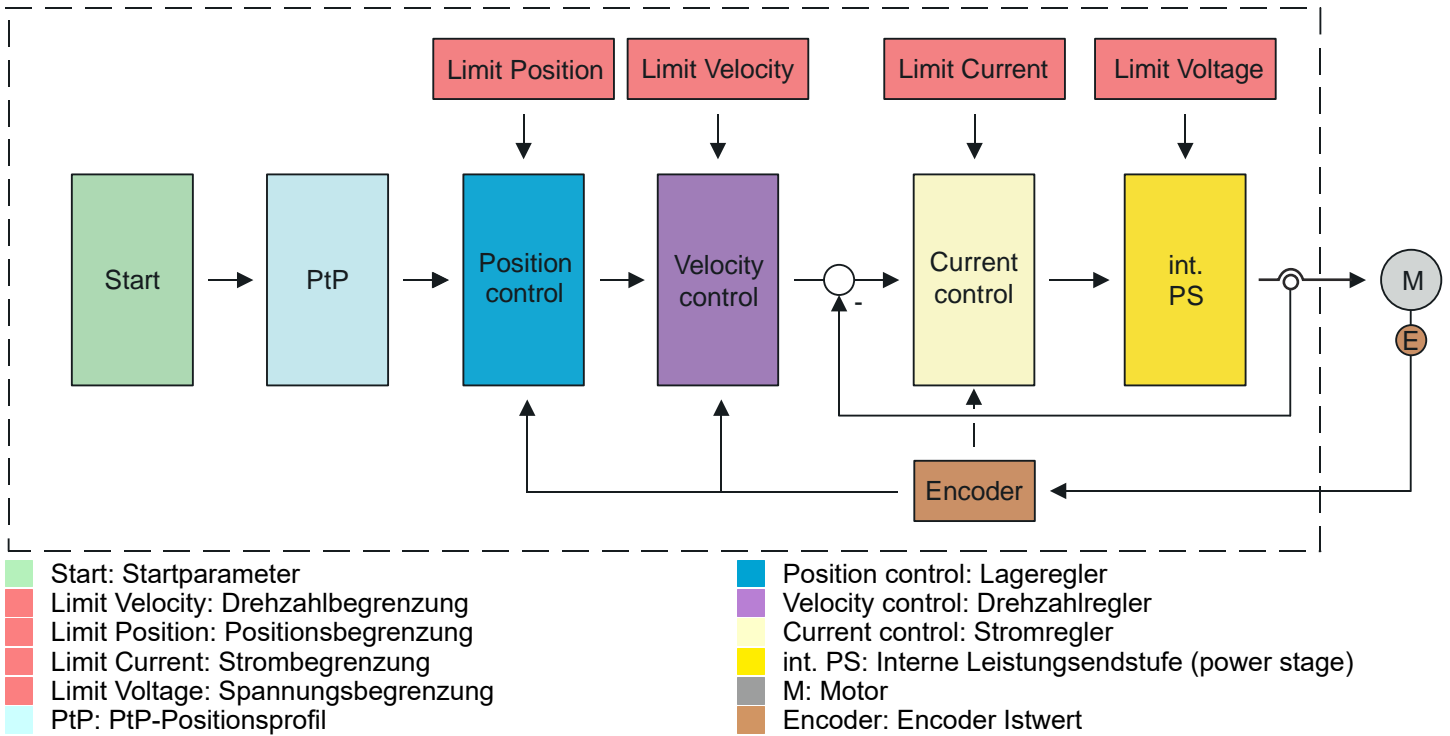 Limit Position
Limit Velocity
Limit Current
Limit Voltage
Start
PtP
Position
control
Velocity
control
-
Current
control
int.
PS
M
E
Encoder
Start: Startparameter
Limit Velocity: Drehzahlbegrenzung
Limit Position: Positionsbegrenzung
Limit Current: Strombegrenzung
Limit Voltage: Spannungsbegrenzung
PtP: PtP-Positionsprofil
Position control: Lageregler
Velocity control: Drehzahlregler
Current control: Stromregler
int. PS: Interne Leistungsendstufe (power stage)
M: Motor
Encoder: Encoder Istwert